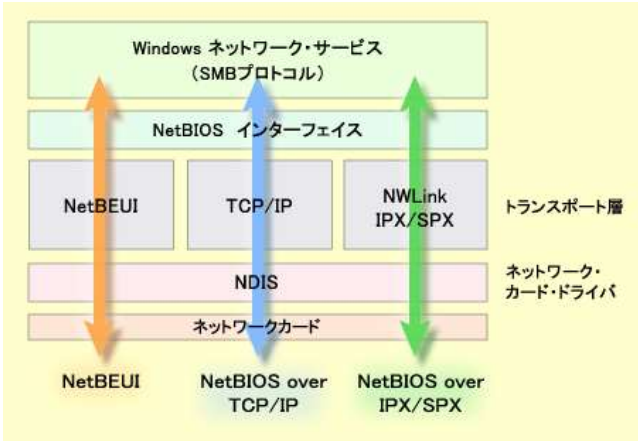 Windows ネットワーク・サービス
（SMBプロトコル）
NetBIOS インターフェイス
NetBEUI
TCP/IP
NWLink
IPX/SPX
トランスポート層
NDIS
ネットワーク・
カード・ドライバ
ネットワークカード
NetBEUI
NetBIOS over
TCP/IP
NetBIOS over
IPX/SPX